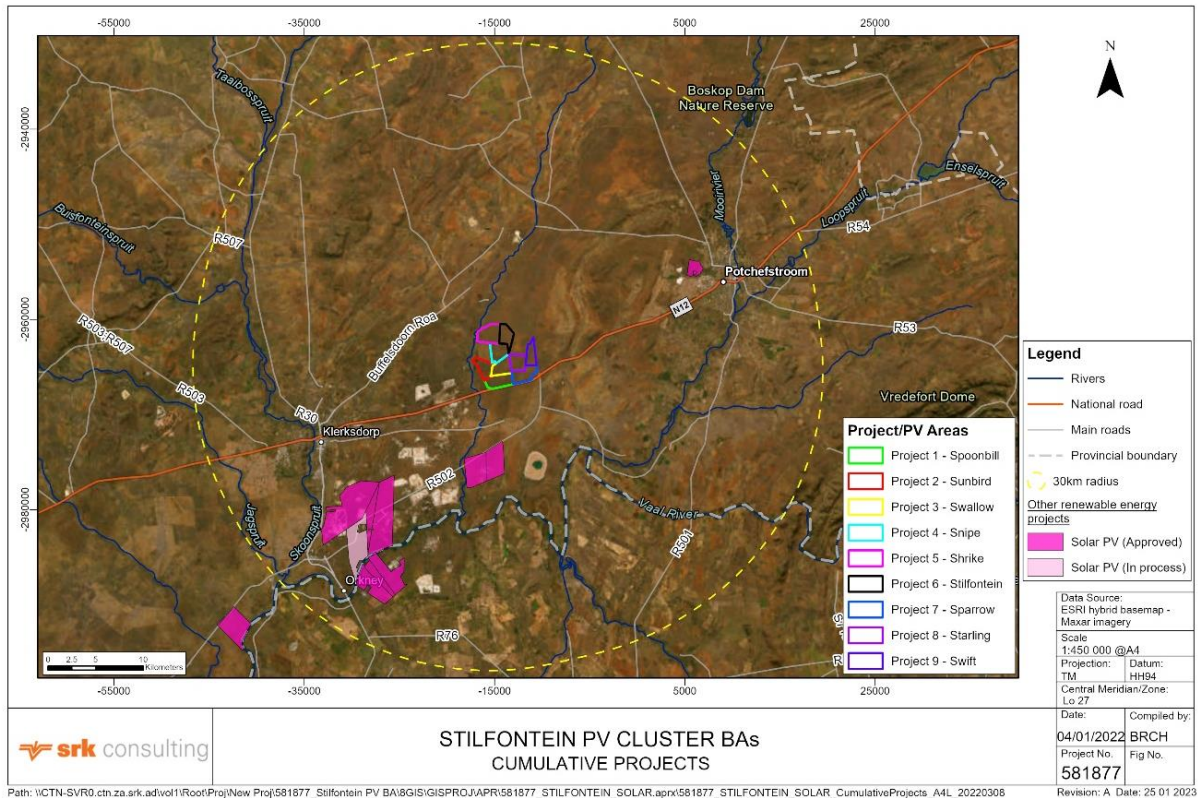 -55000 -35000 -15000 5000 25000
-2940000
-2960000
-2980000
N
Taaibosspruit
Boskop Dam
Nature Reserve
Enselspruit
Mooirivier
Loopspruit
R54
Buisfonteinspruit
R507
Potchefstroom
N12
R53
R503;R507
Buffelsdoorn Roa
R503
R30
Klerksdorp
Vredefort Dome
R502
Vaal River
R501
Jagspruit
Skoonspruit
Orkney
R76
0 2.5 5 10
Kilometers
Project/PV Areas
Project 1 - Spoonbill
Project 2 - Sunbird
Project 3 - Swallow
Project 4 - Snipe
Project 5 - Shrike
Project 6 - Stilfontein
Project 7 - Sparrow
Project 8 - Starling
Project 9 - Swift
Legend
Rivers
National road
Main roads
Provincial boundary
30km radius
Other renewable energy
projects
Solar PV (Approved)
Solar PV (In process)
Data Source:
ESRI hybrid basemap -
Maxar imagery
Scale
1:450 000 @A4
Projection: Datum:
TM HH94
Central Meridian/Zone:
Lo 27
-55000 -35000 -15000 5000 25000
srk consulting
STILFONTEIN PV CLUSTER BAs
CUMULATIVE PROJECTS
Date: Compiled by:
04/01/2022 BRCH
Project No. Fig No.
581877
Path: \\CTN-SVR0.ctn.za.srk.ad\vol1\Root\Proj\New Proj\581877_Stilfontein PV BA\8GIS\GISPROJ\APR\581877_STILFONTEIN_SOLAR.aprx\581877_STILFONTEIN_SOLAR_CumulativeProjects_A4L_20220308
Revision: A Date: 25 01 2023